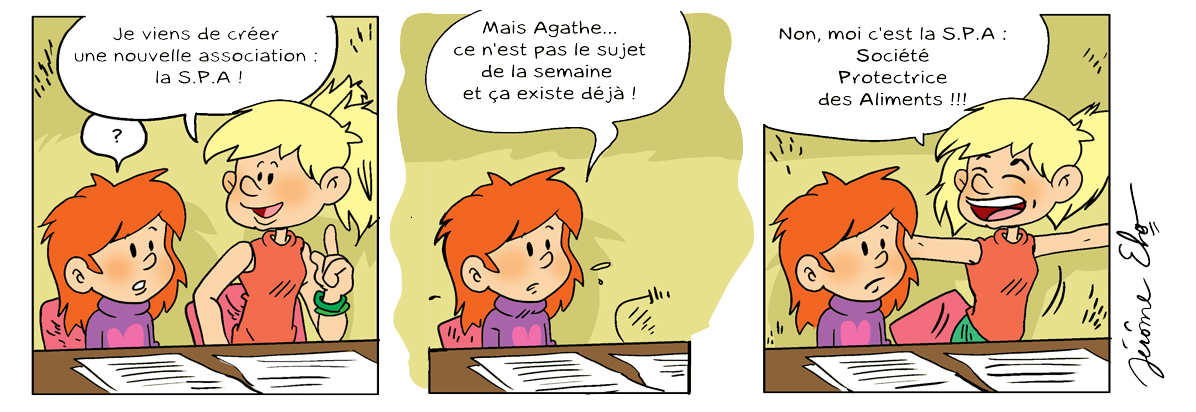 Je viens de créer
une nouvelle association :
la S.P.A !
?
Mais Agathe...
ce n'est pas le sujet
de la semaine
et ça existe déjà !
Non, moi c'est la S.P.A :
Société
Protectrice
des Aliments !!!
Jérôme Eho